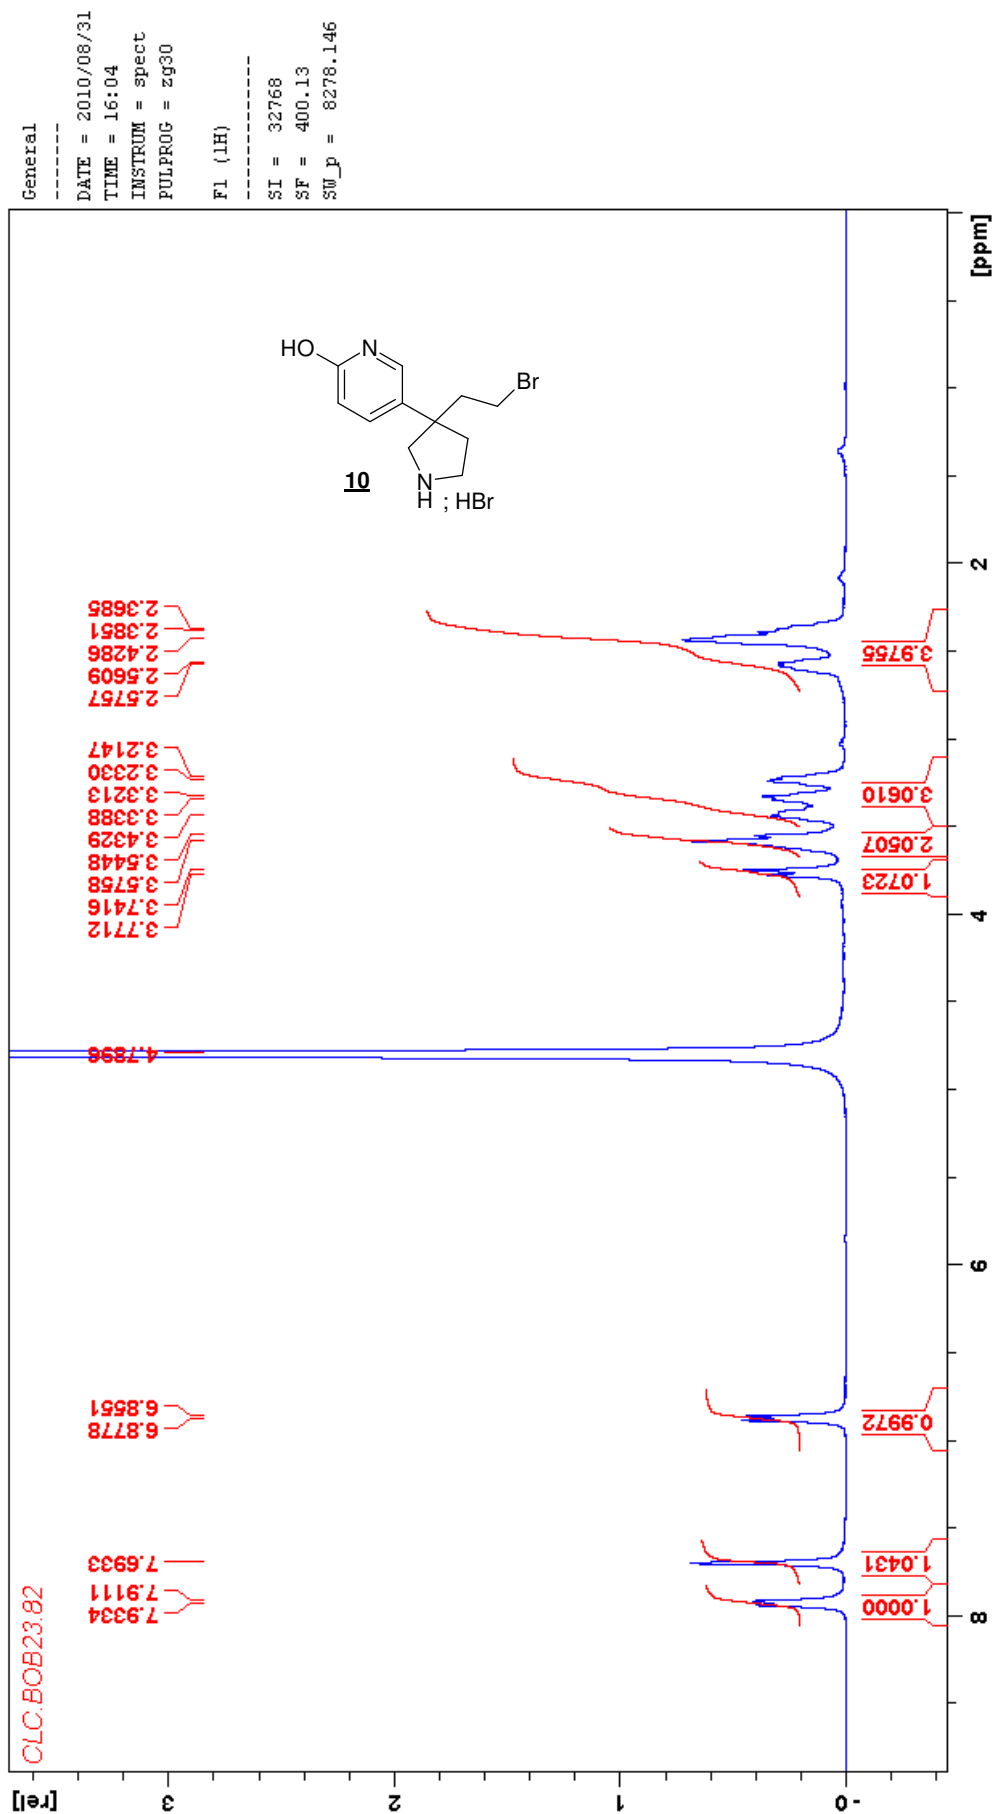 General
-------
DATE = 2010/08/31
TIME = 16:04
INSTRUM = spect
PULPROG = zg30
F1 (1H)
--------------
SI = 32768
SF = 400.13
SW_p = 8278.146
CLC.BOB23.82
7.9334
7.9111
7.6933
6.8778
6.8551
4.7896
3.7712
3.7416
3.5758
3.5448
3.4329
3.3388
3.3213
3.2330
3.2147
2.5757
2.5609
2.4286
2.3851
2.3685
HO
N
Br
N
H ; HBr
10
1.0000
1.0431
0.9972
1.0723
2.0507
3.0610
3.9755
8
6
4
2
[ppm]
[rel]
3
2
1
-0